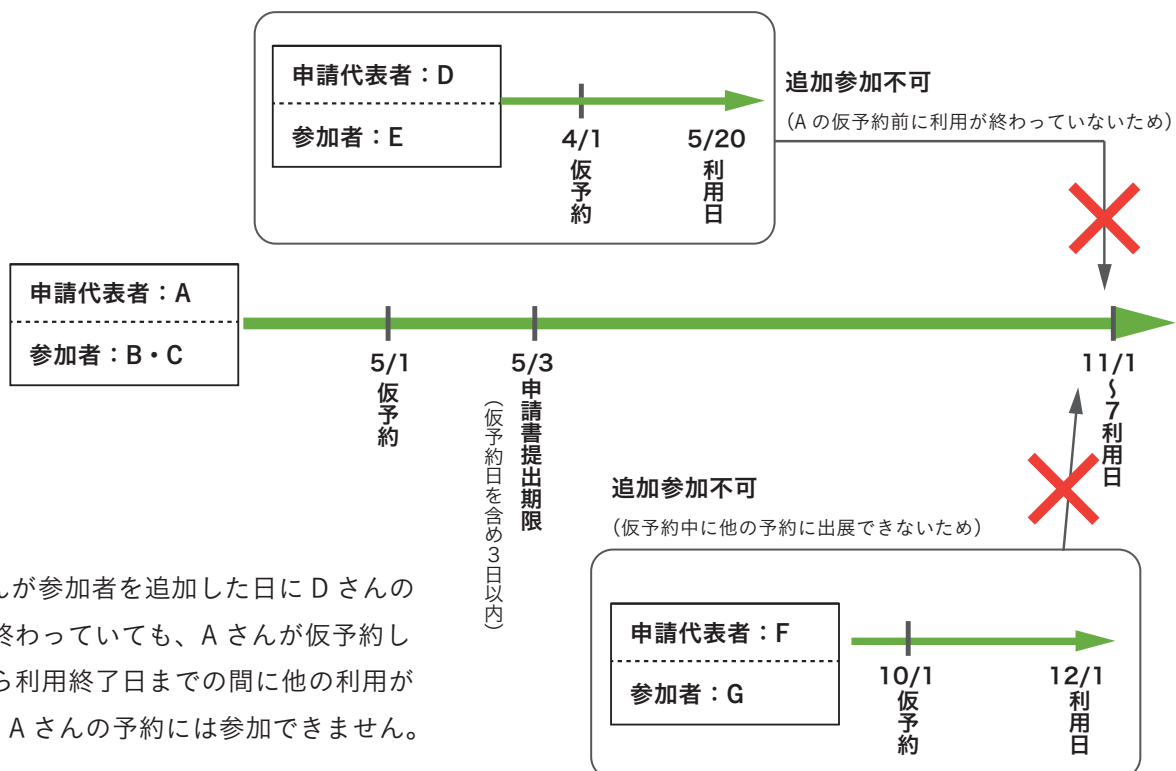 申請代表者：D
参加者：E
4/1
仮予約
5/20
利用日
追加参加不可
（A の仮予約前に利用が終わっていないため）
申請代表者：A
参加者：B・C
5/1
仮予約
5/3
申請書提出期限
（仮予約日を含め3日以内）
11/1
〜7利用日
追加参加不可
（仮予約中に他の予約に出展できないため）
申請代表者：F
参加者：G
10/1
仮予約
12/1
利用日
んが参加者を追加した日に D さんの
終わっていても、A さんが仮予約し
ら利用終了日までの間に他の利用が
A さんの予約には参加できません。